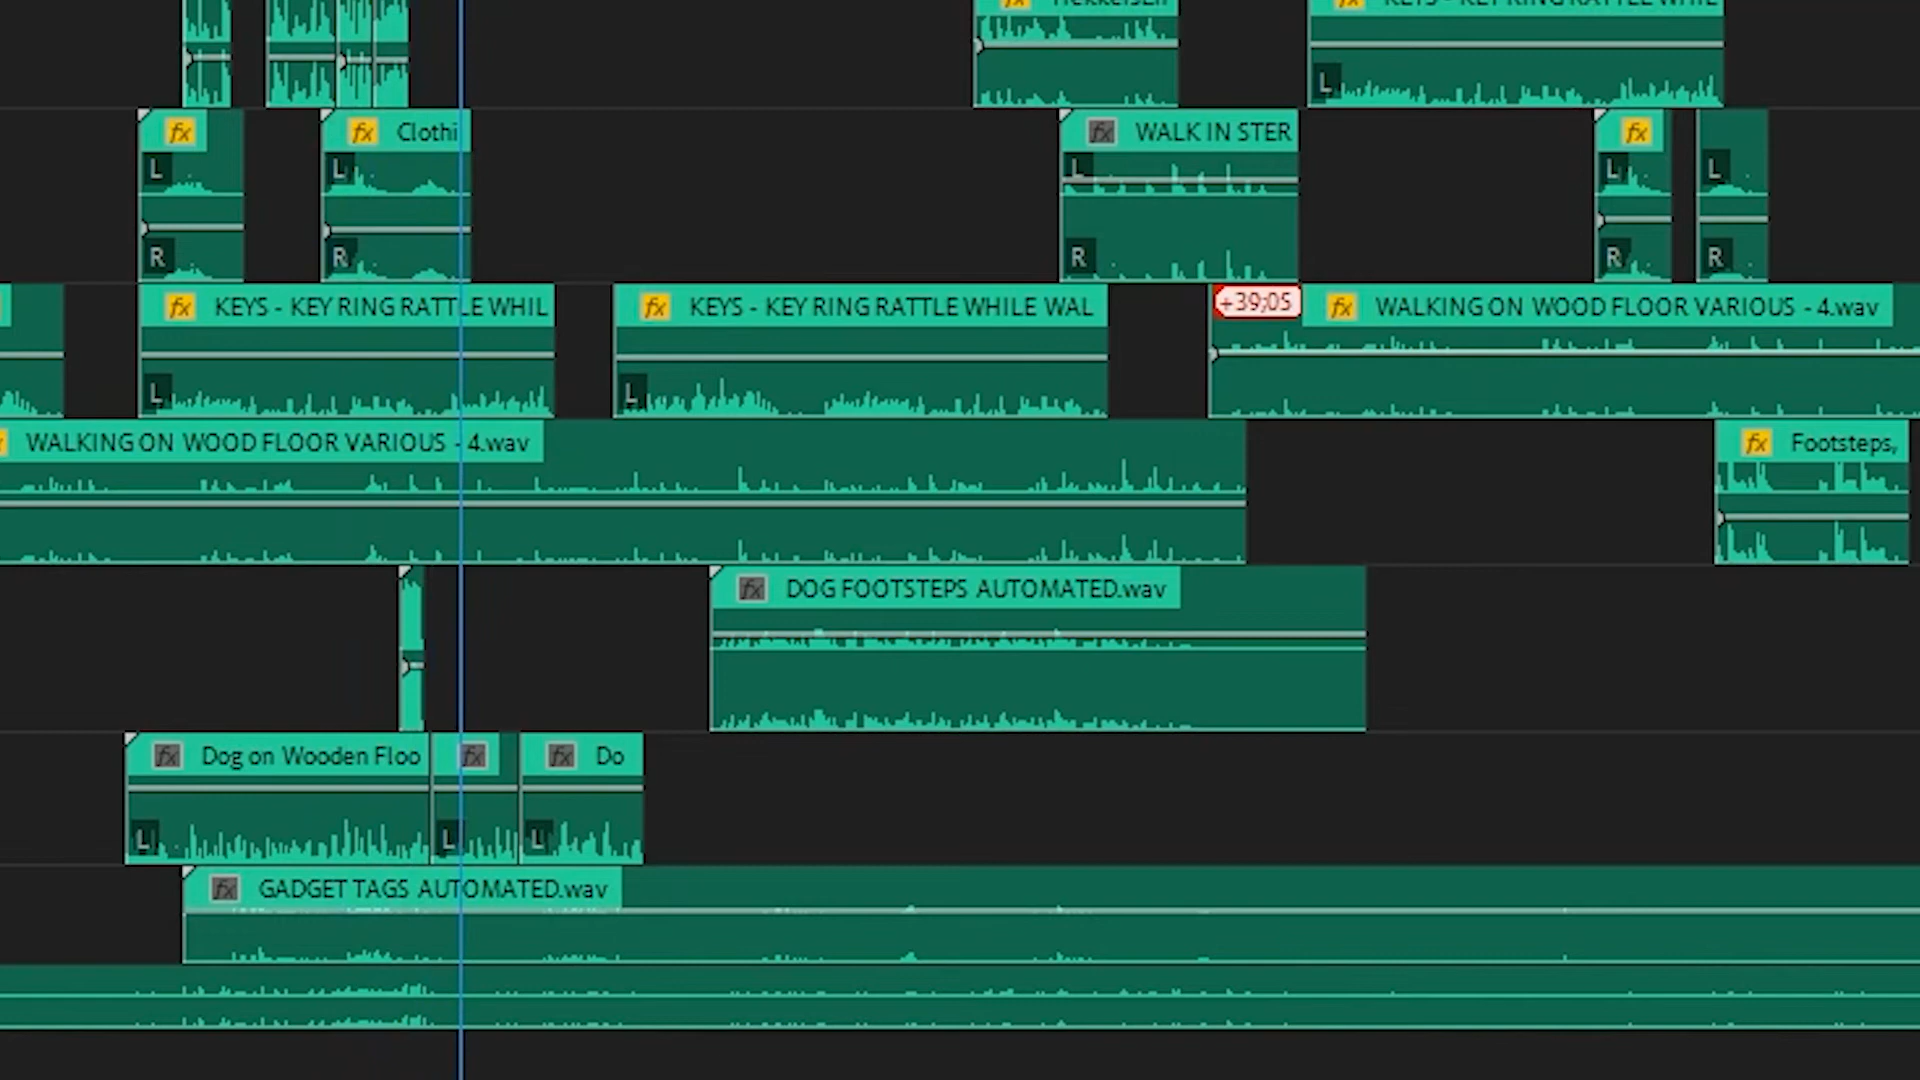 KEYS - KEY RING RATTLE WHILE
L
fx
fx Clothi
fx WALK IN STER
fx
L L L L L
R R R R R
fx KEYS - KEY RING RATTLE WHIL
fx KEYS - KEY RING RATTLE WHILE WAL
+39;05 fx WALKING ON WOOD FLOOR VARIOUS - 4.wav
L L
WALKING ON WOOD FLOOR VARIOUS - 4.wav
fx Footsteps,
fx DOG FOOTSTEPS AUTOMATED.wav
fx Dog on Wooden Floo
fx
fx Do
L L L
fx GADGET TAGS AUTOMATED.wav